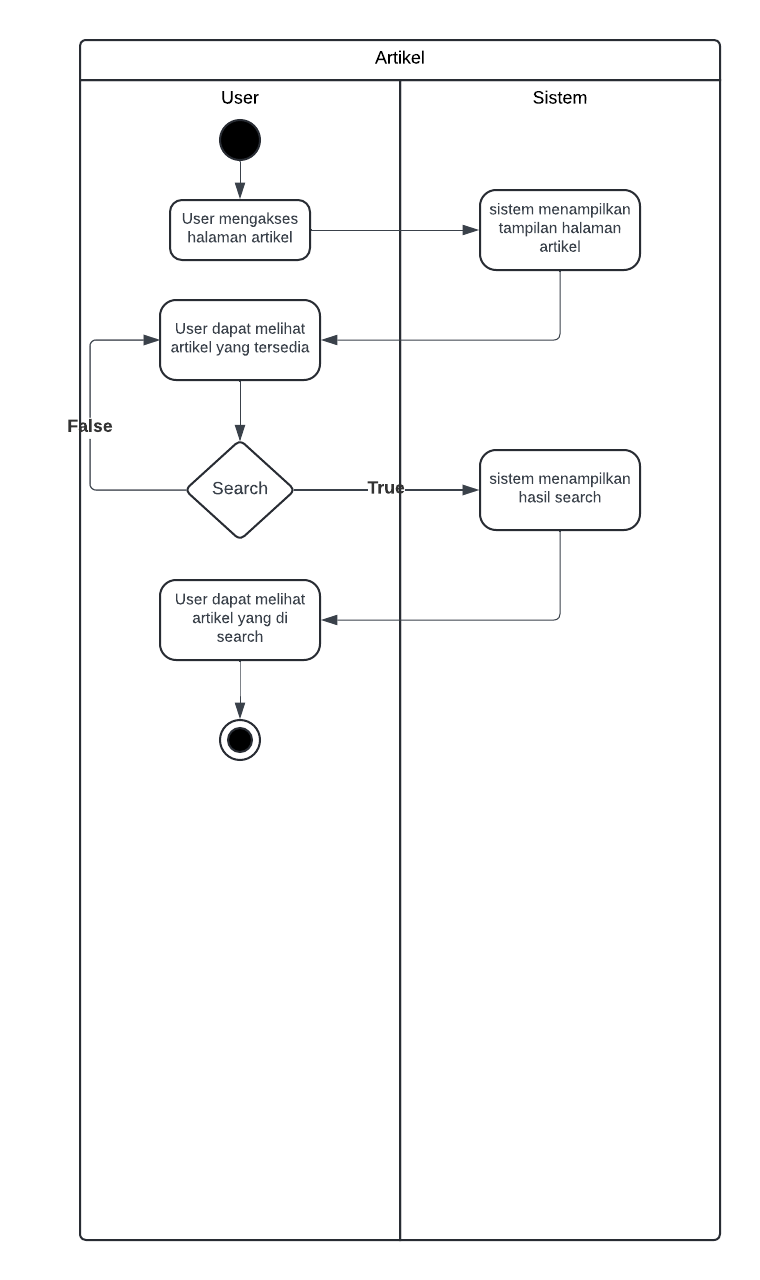 Artikel
User
Sistem
User mengakses
halaman artikel
sistem menampilkan
tampilan halaman
artikel
User dapat melihat
artikel yang tersedia
False
Search
True
sistem menampilkan
hasil search
User dapat melihat
artikel yang di
search